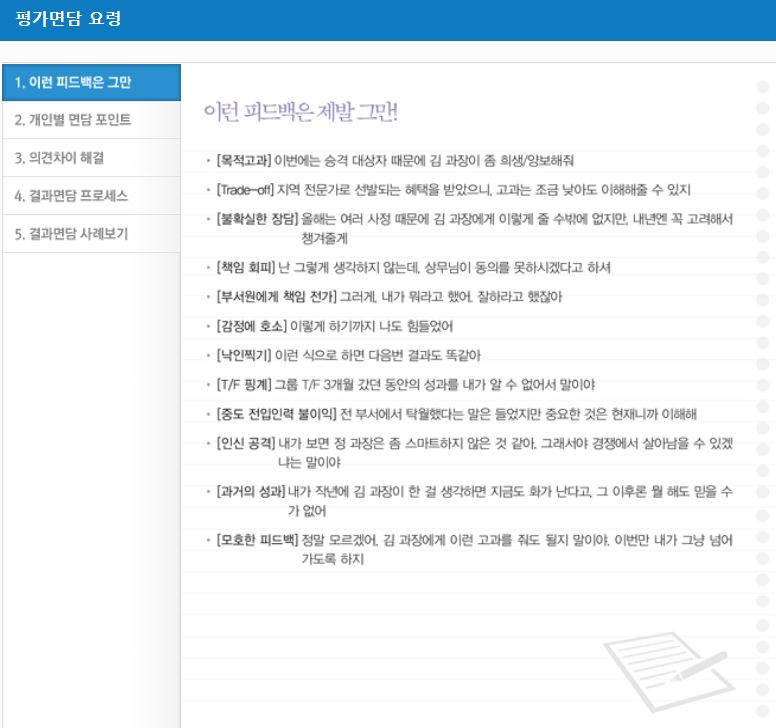 평가면담 요령
1. 이런 피드백은 그만
2. 개인별 면담 포인트
3. 의견차이 해결
4. 결과면담 프로세스
5. 결과면담 사례보기
이런 피드백은 제발 그만!
• [목적고과] 이번에는 승격 대상자 때문에 김 과장이 좀 희생/양보해줘
• [Trade-off] 지역 전문가로 선발되는 혜택을 받았으니, 고과는 조금 낮아도 이해해줄 수 있지
• [불확실한 장담] 올해는 여러 사정 때문에 김 과장에게 이렇게 줄 수밖에 없지만, 내년엔 꼭 고려해서
챙겨줄게
• [책임 회피] 난 그렇게 생각하지 않는데, 상무님이 동의를 못하시겠다고 하셔
• [부서원에게 책임 전가] 그러게, 내가 뭐라고 했어, 잘하라고 했잖아
• [감정에 호소] 이렇게 하기까지 나도 힘들었어
• [낙인찍기] 이런 식으로 하면 다음번 결과도 똑같아
• [T/F 핑계] 그룹 T/F 3개월 갔던 동안의 성과를 내가 알 수 없어서 말이야
• [중도 전입인력 불이익] 전 부서에서 탁월했다는 말은 들었지만 중요한 것은 현재니까 이해해
• [인신 공격] 내가 보면 정 과장은 좀 스마트하지 않은 것 같아, 그래서야 경쟁에서 살아남을 수 있겠
냐는 말이야
• [과거의 성과] 내가 작년에 김 과장이 한 걸 생각하면 지금도 화가 난다고, 그 이후론 뭘 해도 믿을 수
가 없어
• [모호한 피드백] 정말 모르겠어, 김 과장에게 이런 고과를 줘도 될지 말이야, 이번만 내가 그냥 넘어
가도록 하지